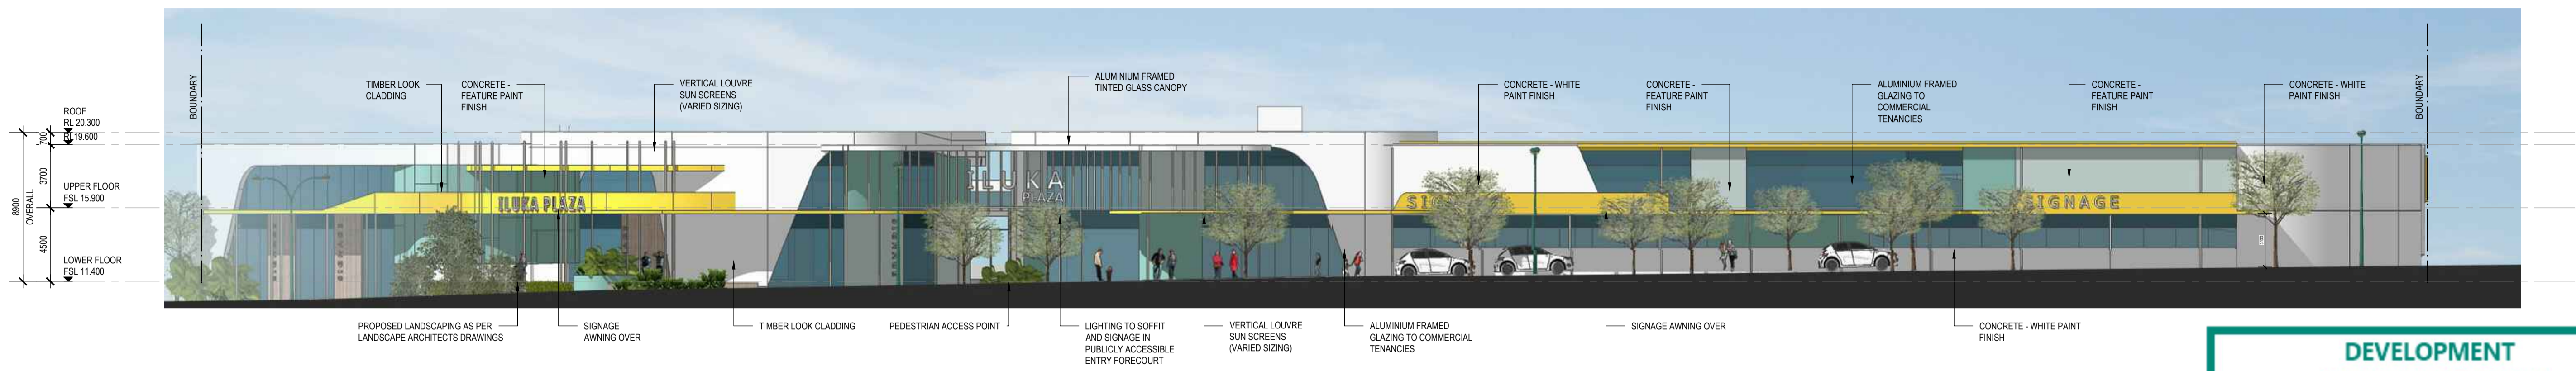 BOUNDARY
TIMBER LOOK
CLADDING
CONCRETE -
FEATURE PAINT
FINISH
VERTICAL LOUVRE
SUN SCREENS
(VARIED SIZING)
ALUMINIUM FRAMED
TINTED GLASS CANOPY
CONCRETE - WHITE
PAINT FINISH
CONCRETE -
FEATURE PAINT
FINISH
ALUMINIUM FRAMED
GLAZING TO
COMMERCIAL
TENANCIES
CONCRETE -
FEATURE PAINT
FINISH
CONCRETE - WHITE
PAINT FINISH
BOUNDARY
ROOF
RL 20.300
RL 19.600
UPPER FLOOR
FSL 15.900
LOWER FLOOR
FSL 11.400
8900
OVERALL
700
3700
4500
ILUKA PLAZA
ILUKA
PLAZA
SIGNAGE
PROPOSED LANDSCAPING AS PER
LANDSCAPE ARCHITECTS DRAWINGS
SIGNAGE
AWNING OVER
TIMBER LOOK CLADDING
PEDESTRIAN ACCESS POINT
LIGHTING TO SOFFIT
AND SIGNAGE IN
PUBLICLY ACCESSIBLE
ENTRY FORECOURT
VERTICAL LOUVRE
SUN SCREENS
(VARIED SIZING)
ALUMINIUM FRAMED
GLAZING TO COMMERCIAL
TENANCIES
SIGNAGE AWNING OVER
CONCRETE - WHITE PAINT
FINISH
DEVELOPMENT